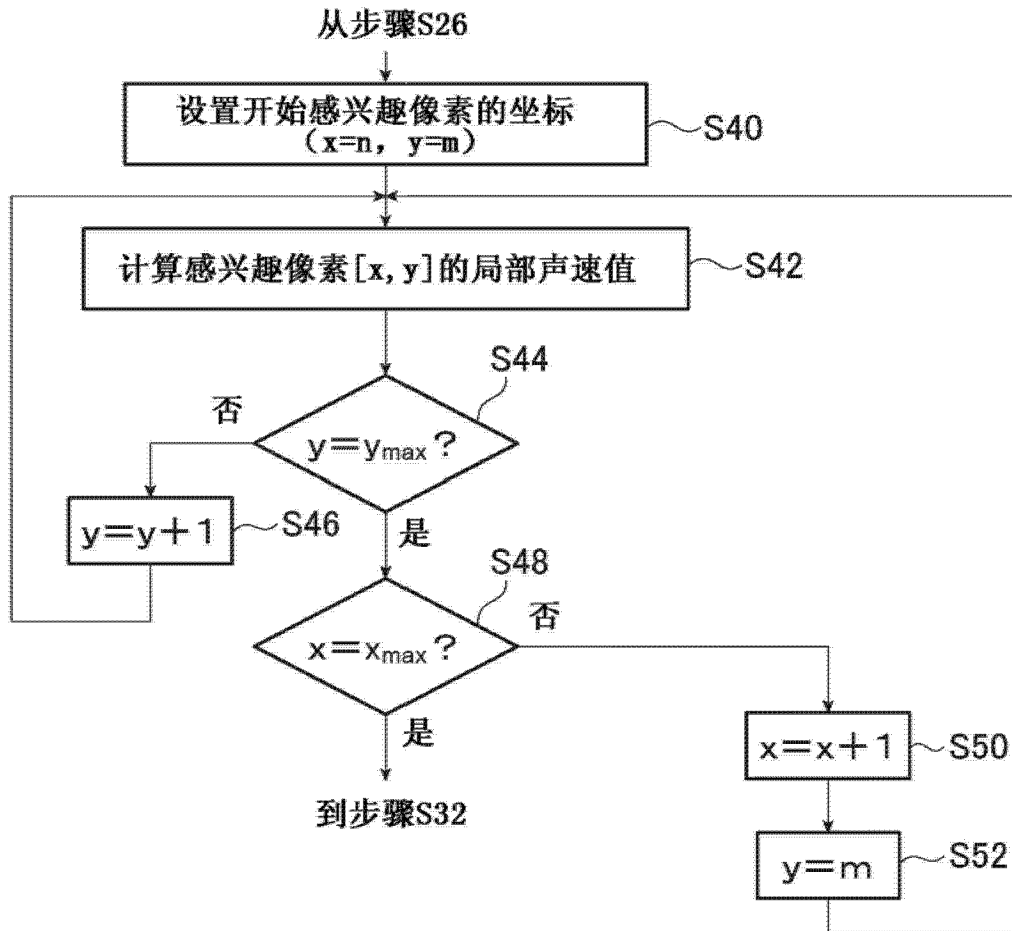 从步骤S26
设置开始感兴趣像素的坐标
（x=n，y=m）
S40
计算感兴趣像素[x,y]的局部声速值
S42
S44
否
y＝ymax？
y＝y＋1
S46
是
S48
否
x＝xmax？
是
x＝x＋1
S50
到步骤S32
y＝m
S52